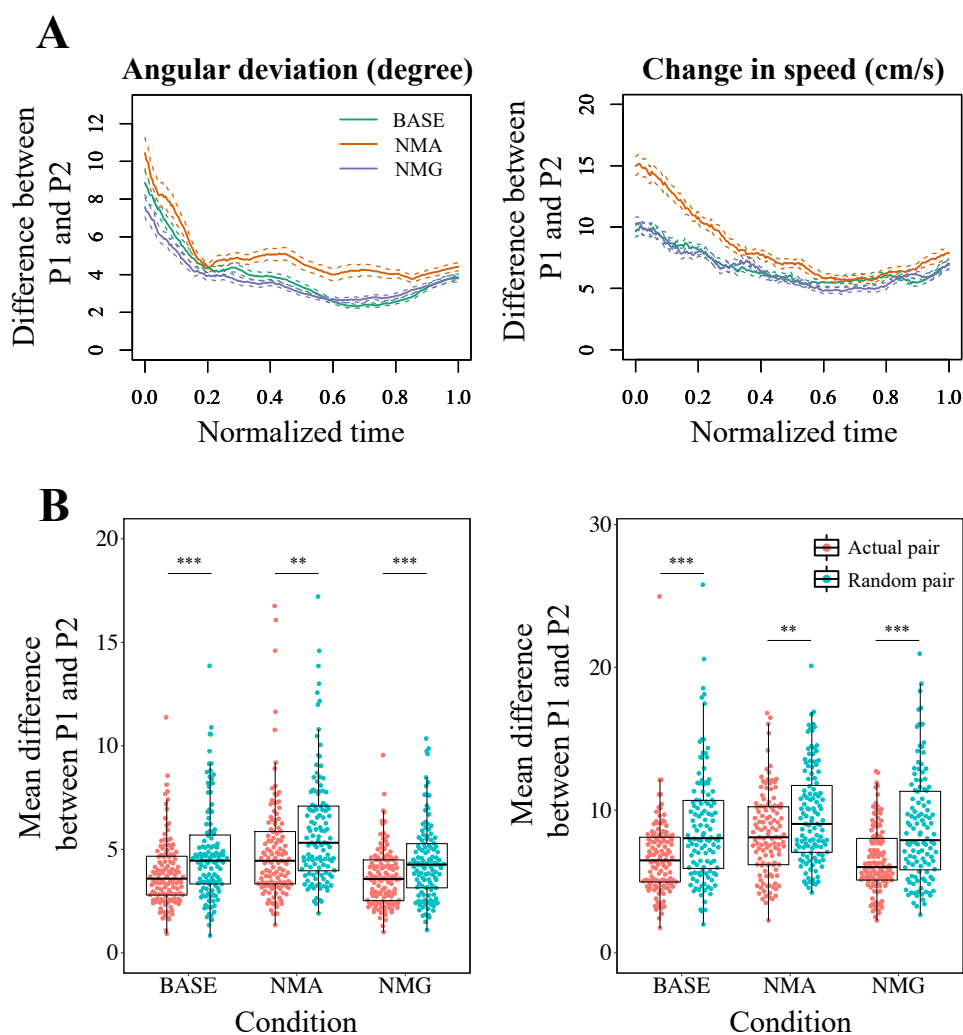 A
Angular deviation (degree)
Change in speed (cm/s)
Difference between
P1 and P2
12
10
8
6
4
2
0
BASE
NMA
NMG
0.0 0.2 0.4 0.6 0.8 1.0
Normalized time
Difference between
P1 and P2
20
15
10
5
0
0.0 0.2 0.4 0.6 0.8 1.0
Normalized time
B
Mean difference
between P1 and P2
20
15
10
5
0
*** ** ***
BASE NMA NMG
Condition
Mean difference
between P1 and P2
30
20
10
0
Actual pair
Random pair
*** ** ***
BASE NMA NMG
Condition